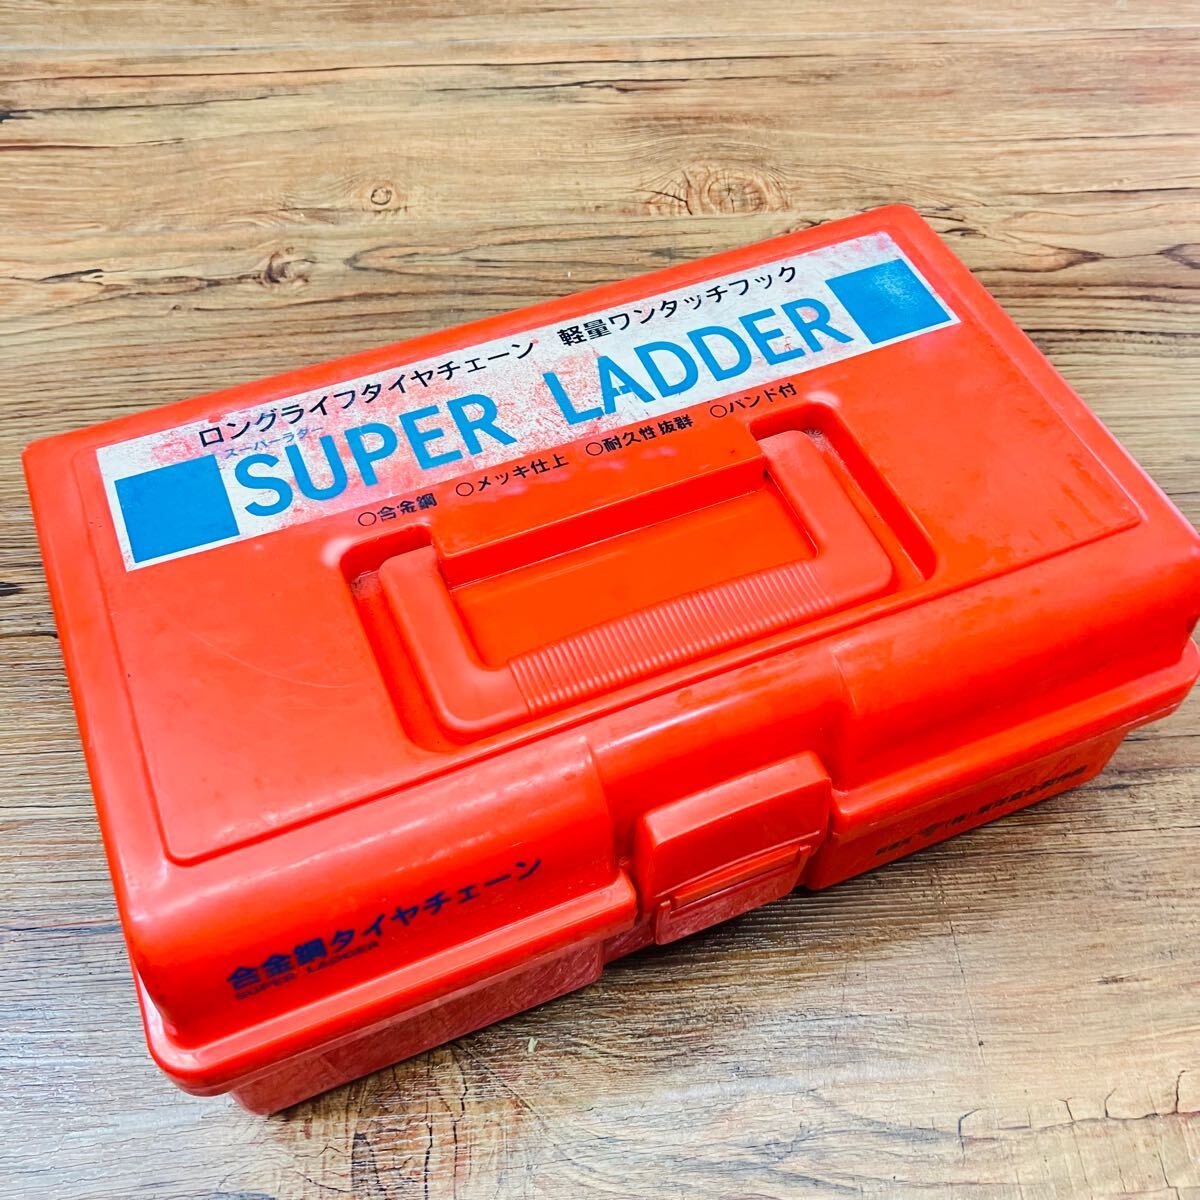 ロングライフタイヤチェーン 軽量ワンタッチフック
スーパーラダー
SUPER LADDER
○合金鋼 ○メッキ仕上 ○耐久性抜群 ○バンド付
合金鋼タイヤチェーン
SUPER LADDER
(株)